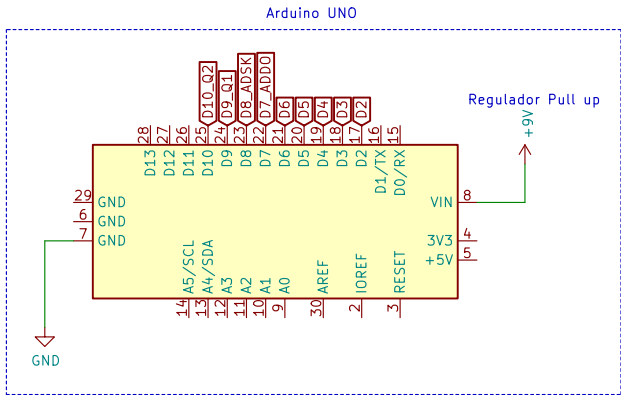 Arduino UNO
Regulador Pull up
+9V
D10_Q2
D9_Q1
D8_ADSK
D7_ADDO
D6
D5
D4
D3
D2
28
27
26
25
24
23
22
21
20
19
18
17
16
15
D13
D12
D11
D10
D9
D8
D7
D6
D5
D4
D3
D2
D1/TX
D0/RX
29 GND
6 GND
7 GND
VIN 8
3V3 4
+5V 5
A5/SCL
A4/SDA
A3
A2
A1
A0
AREF
IOREF
RESET
14
13
12
11
10
9
30
2
3
GND